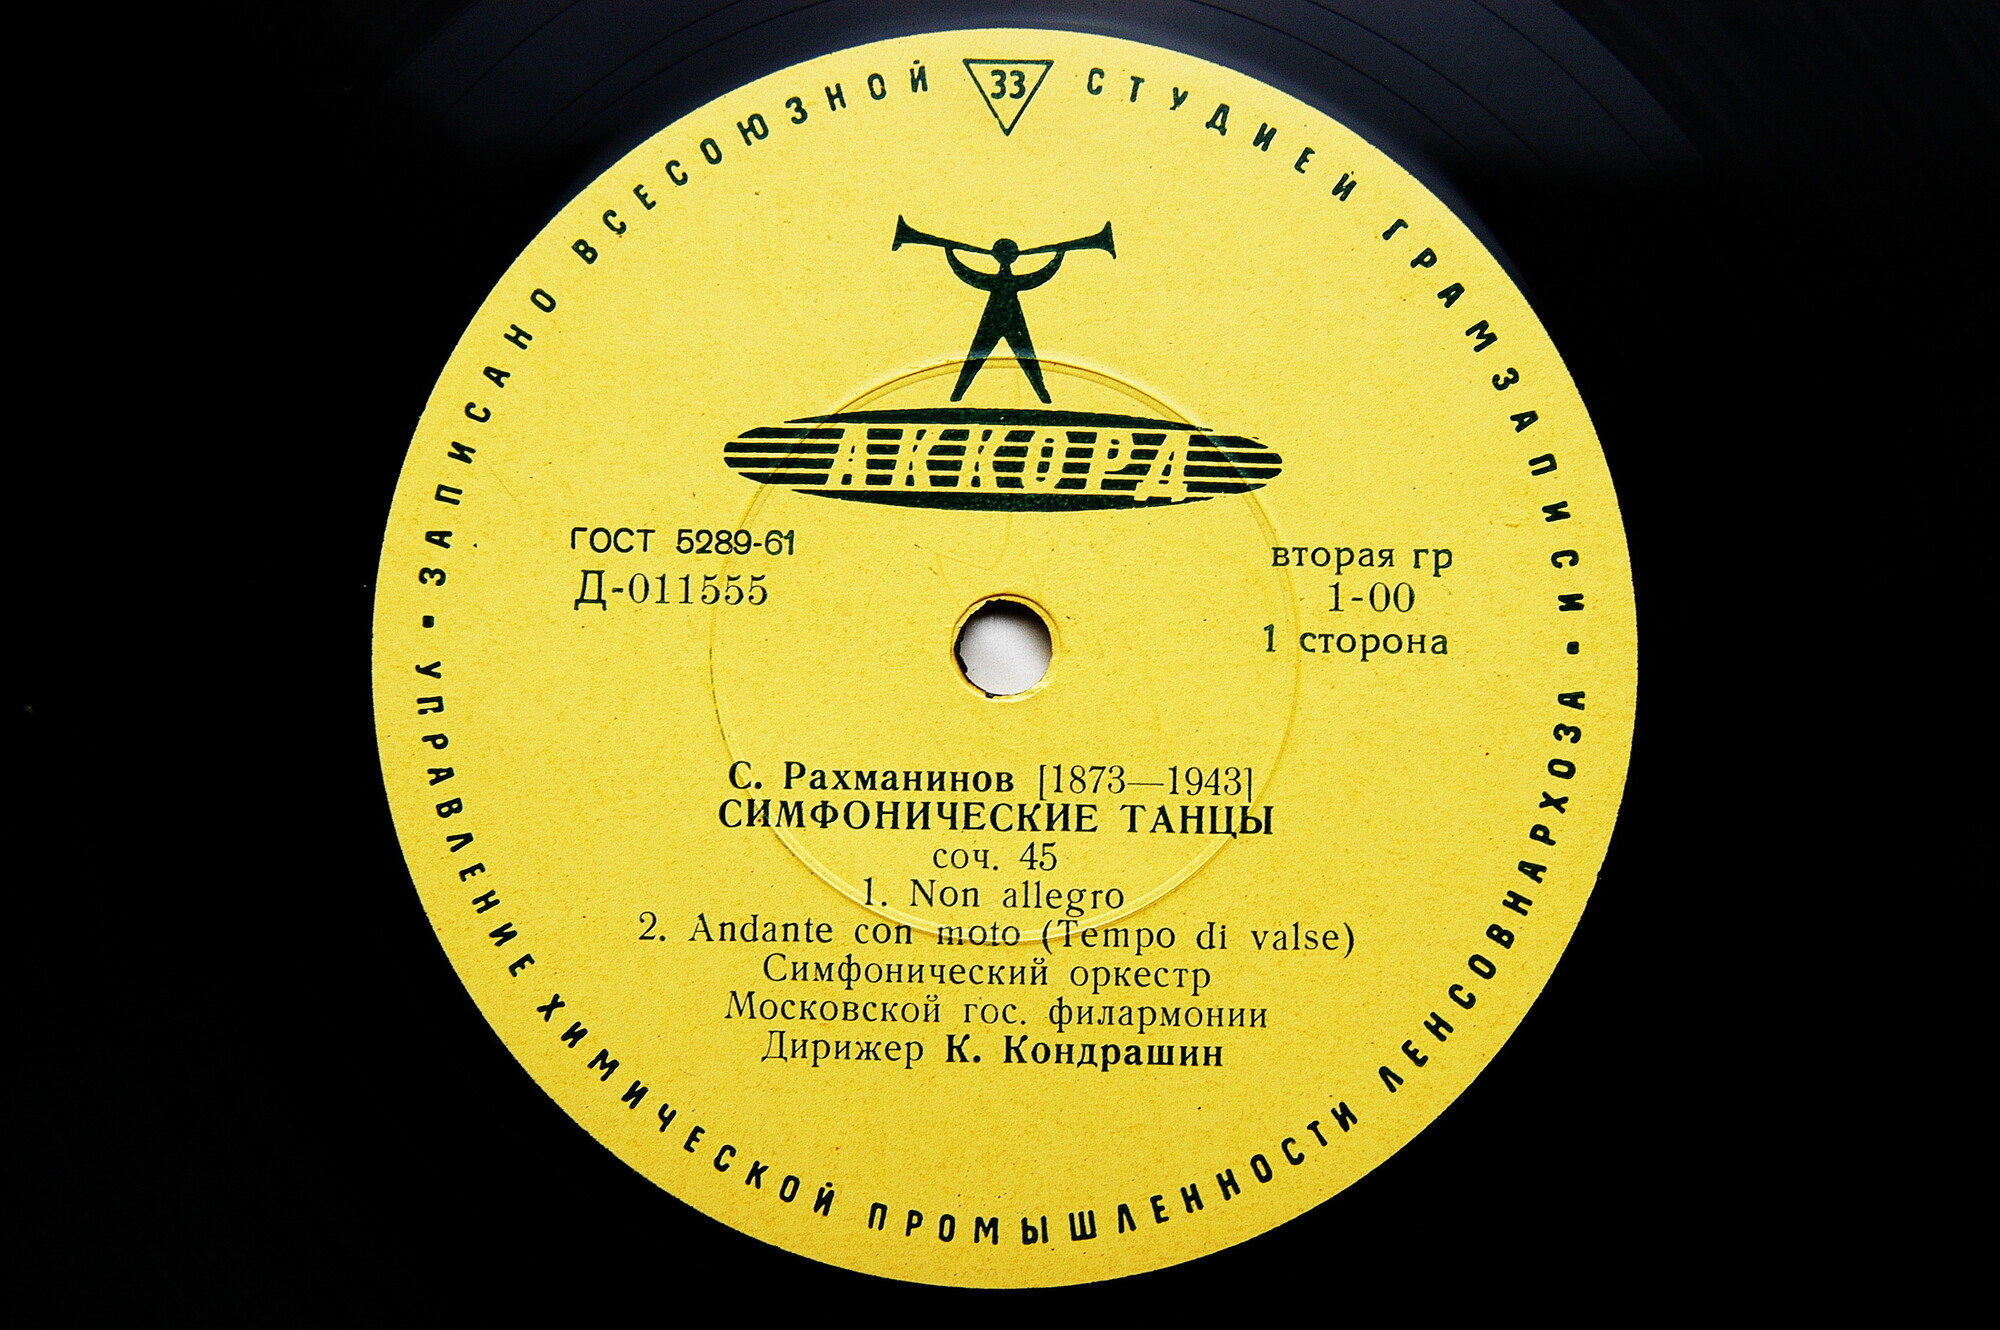 ЗАПИСАНО ВСЕСОЮЗНОЙ 33 СТУДИЕЙ ГРАМЗАПИСИ •
АККОРД
ГОСТ 5289-61
Д-011555
вторая гр
1-00
1 сторона
С. Рахманинов [1873—1943]
СИМФОНИЧЕСКИЕ ТАНЦЫ
соч. 45
1. Non allegro
2. Andante con moto (Tempo di valse)
Симфонический оркестр
Московской гос. филармонии
Дирижер К. Кондрашин
• УПРАВЛЕНИЕ ХИМИЧЕСКОЙ ПРОМЫШЛЕННОСТИ ЛЕНСОВНАРХОЗА